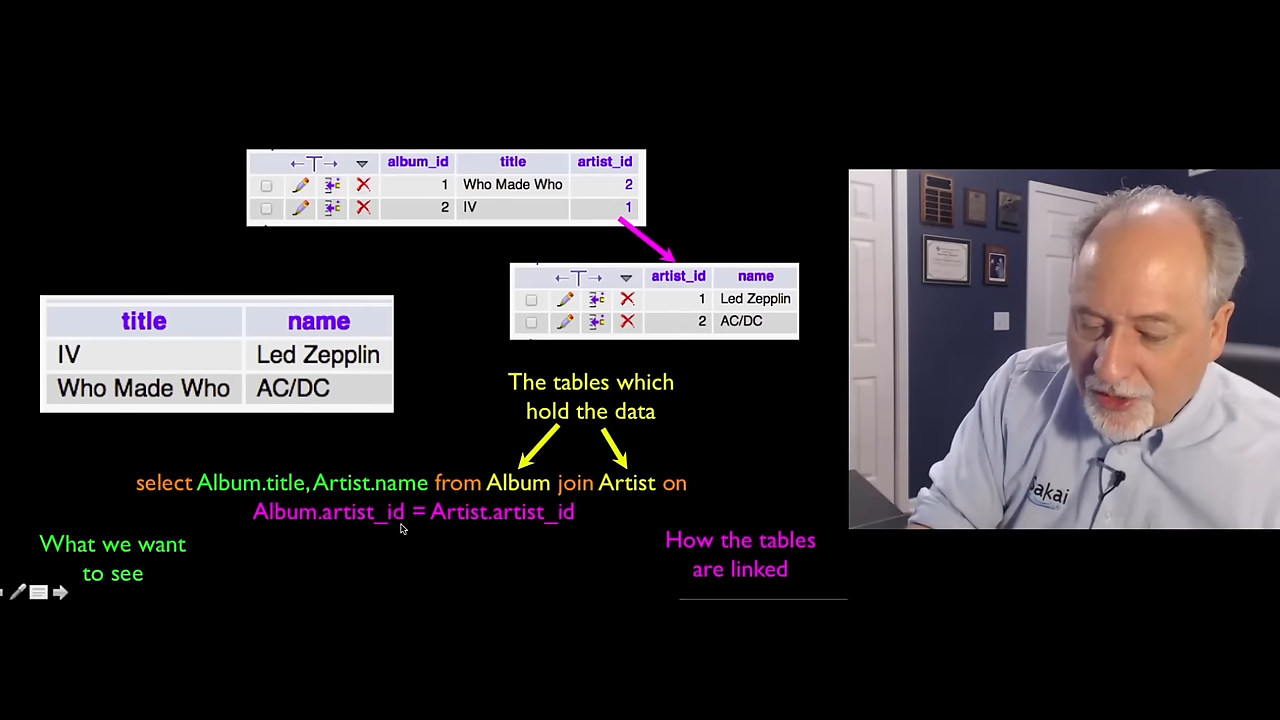 album_id title artist_id
1 Who Made Who 2
2 IV 1
artist_id name
1 Led Zepplin
2 AC/DC
title name
IV Led Zepplin
Who Made Who AC/DC
The tables which
hold the data
select Album.title, Artist.name from Album join Artist on
Album.artist_id = Artist.artist_id
What we want
to see
How the tables
are linked
sakai